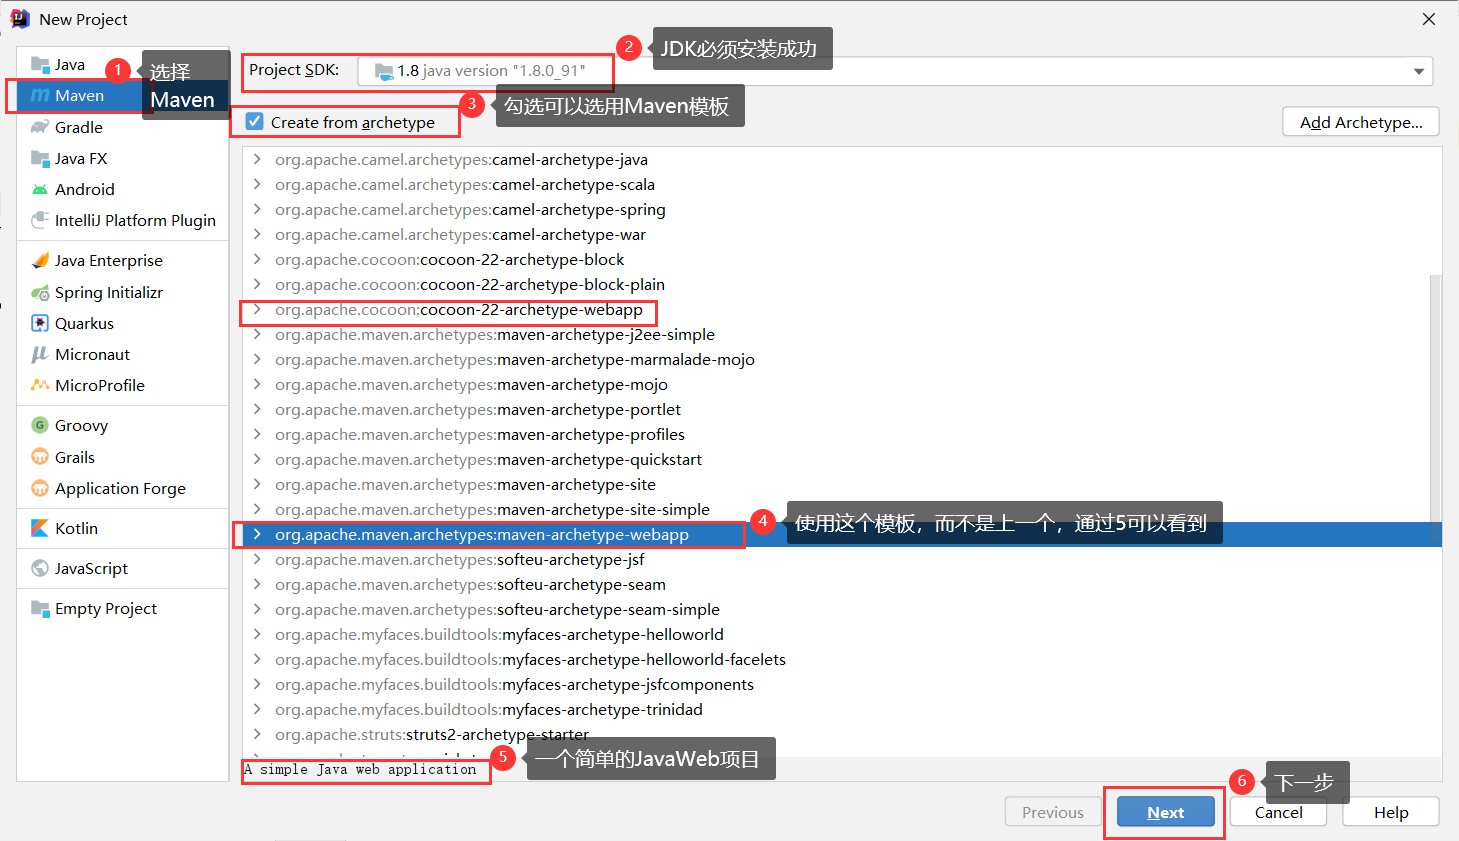 New Project
Java
1
选择
Maven
Maven
Gradle
Java FX
Android
IntelliJ Platform Plugin
Java Enterprise
Spring Initializr
Quarkus
Micronaut
MicroProfile
Groovy
Grails
Application Forge
Kotlin
JavaScript
Empty Project
Project SDK:
1.8 java version "1.8.0_91"
2
JDK必须安装成功
Create from archetype
3
勾选可以选用Maven模板
Add Archetype...
org.apache.camel.archetypes:camel-archetype-java
org.apache.camel.archetypes:camel-archetype-scala
org.apache.camel.archetypes:camel-archetype-spring
org.apache.camel.archetypes:camel-archetype-war
org.apache.cocoon:cocoon-22-archetype-block
org.apache.cocoon:cocoon-22-archetype-block-plain
org.apache.cocoon:cocoon-22-archetype-webapp
org.apache.maven.archetypes:maven-archetype-j2ee-simple
org.apache.maven.archetypes:maven-archetype-marmalade-mojo
org.apache.maven.archetypes:maven-archetype-mojo
org.apache.maven.archetypes:maven-archetype-portlet
org.apache.maven.archetypes:maven-archetype-profiles
org.apache.maven.archetypes:maven-archetype-quickstart
org.apache.maven.archetypes:maven-archetype-site
org.apache.maven.archetypes:maven-archetype-site-simple
org.apache.maven.archetypes:maven-archetype-webapp
4
使用这个模板，而不是上一个，通过5可以看到
org.apache.maven.archetypes:softeu-archetype-jsf
org.apache.maven.archetypes:softeu-archetype-seam
org.apache.maven.archetypes:softeu-archetype-seam-simple
org.apache.myfaces.buildtools:myfaces-archetype-helloworld
org.apache.myfaces.buildtools:myfaces-archetype-helloworld-facelets
org.apache.myfaces.buildtools:myfaces-archetype-jsfcomponents
org.apache.myfaces.buildtools:myfaces-archetype-trinidad
org.apache.struts:struts2-archetype-starter
A simple Java web application
5
一个简单的JavaWeb项目
6
下一步
Previous
Next
Cancel
Help